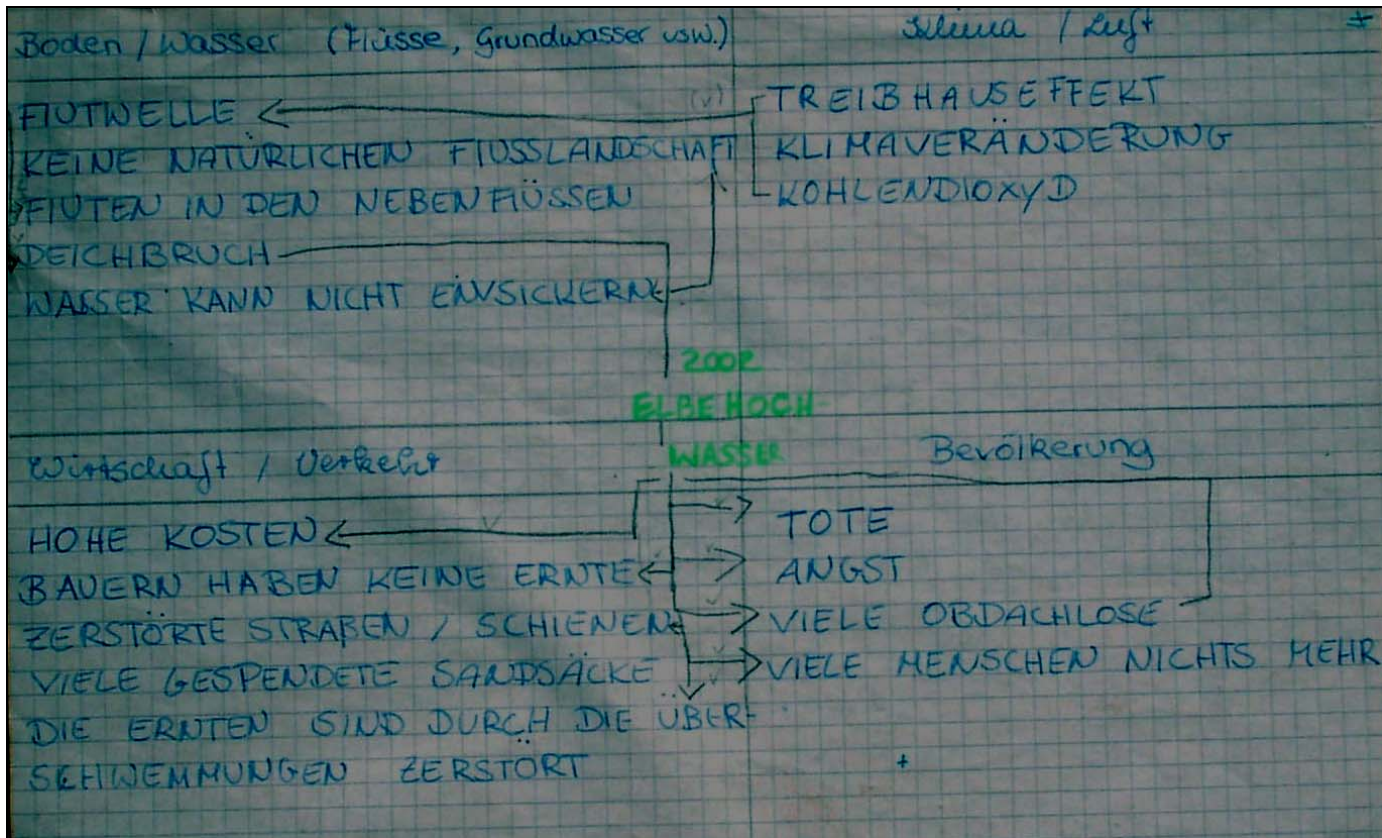 Boden / Wasser (Flüsse, Grundwasser usw.)
Klima / Luft
FLUTWELLE
KEINE NATÜRLICHEN FLUSSLANDSCHAFT
FLUTEN IN DEN NEBENFLÜSSEN
DEICHBRUCH
WASSER KANN NICHT EINSICKERN
(v) TREIBHAUSEFFEKT
KLIMAVERÄNDERUNG
KOHLENDIOXYD
2002
ELBEHOCH-
WASSER
Wirtschaft / Verkehr
HOHE KOSTEN
BAUERN HABEN KEINE ERNTE
ZERSTÖRTE STRAßEN / SCHIENEN
VIELE GESPENDETE SANDSÄCKE
DIE ERNTEN SIND DURCH DIE ÜBER-
SCHWEMMUNGEN ZERSTÖRT
Bevölkerung
TOTE
ANGST
VIELE OBDACHLOSE
VIELE MENSCHEN NICHTS MEHR